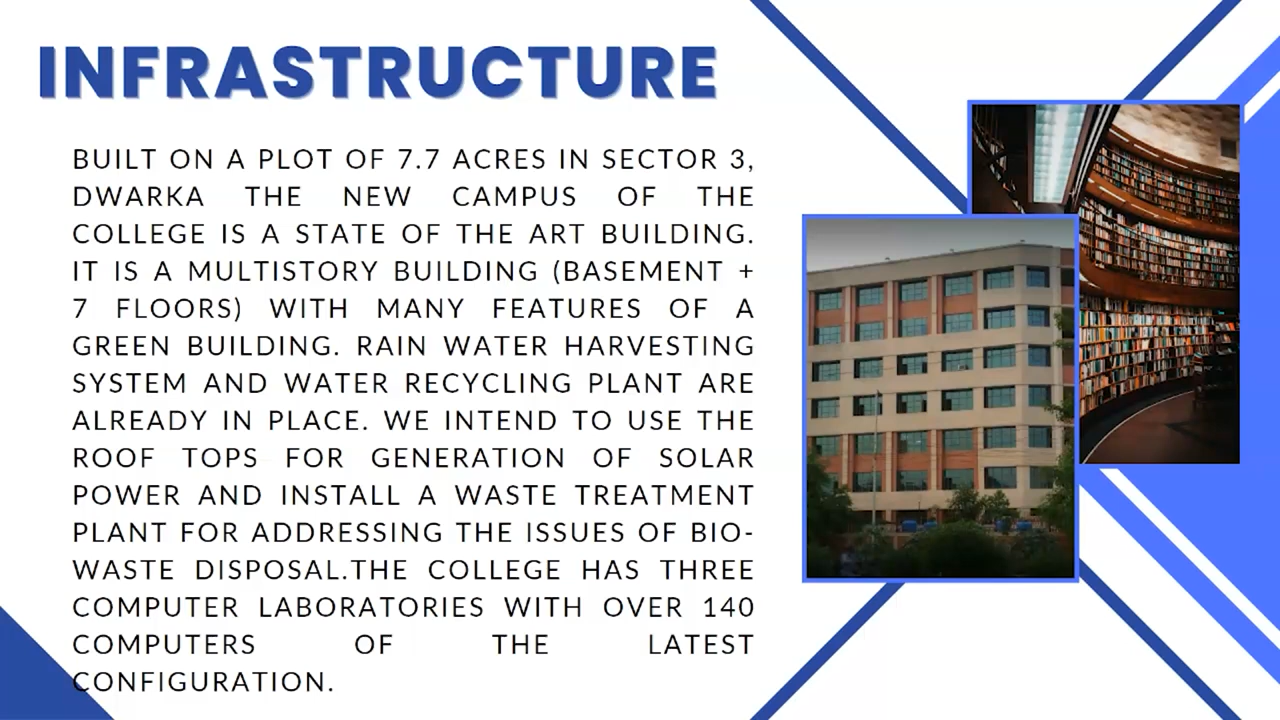 INFRASTRUCTURE
BUILT ON A PLOT OF 7.7 ACRES IN SECTOR 3,
DWARKA THE NEW CAMPUS OF THE
COLLEGE IS A STATE OF THE ART BUILDING.
IT IS A MULTISTORY BUILDING (BASEMENT +
7 FLOORS) WITH MANY FEATURES OF A
GREEN BUILDING. RAIN WATER HARVESTING
SYSTEM AND WATER RECYCLING PLANT ARE
ALREADY IN PLACE. WE INTEND TO USE THE
ROOF TOPS FOR GENERATION OF SOLAR
POWER AND INSTALL A WASTE TREATMENT
PLANT FOR ADDRESSING THE ISSUES OF BIO-
WASTE DISPOSAL.THE COLLEGE HAS THREE
COMPUTER LABORATORIES WITH OVER 140
COMPUTERS OF THE LATEST
CONFIGURATION.